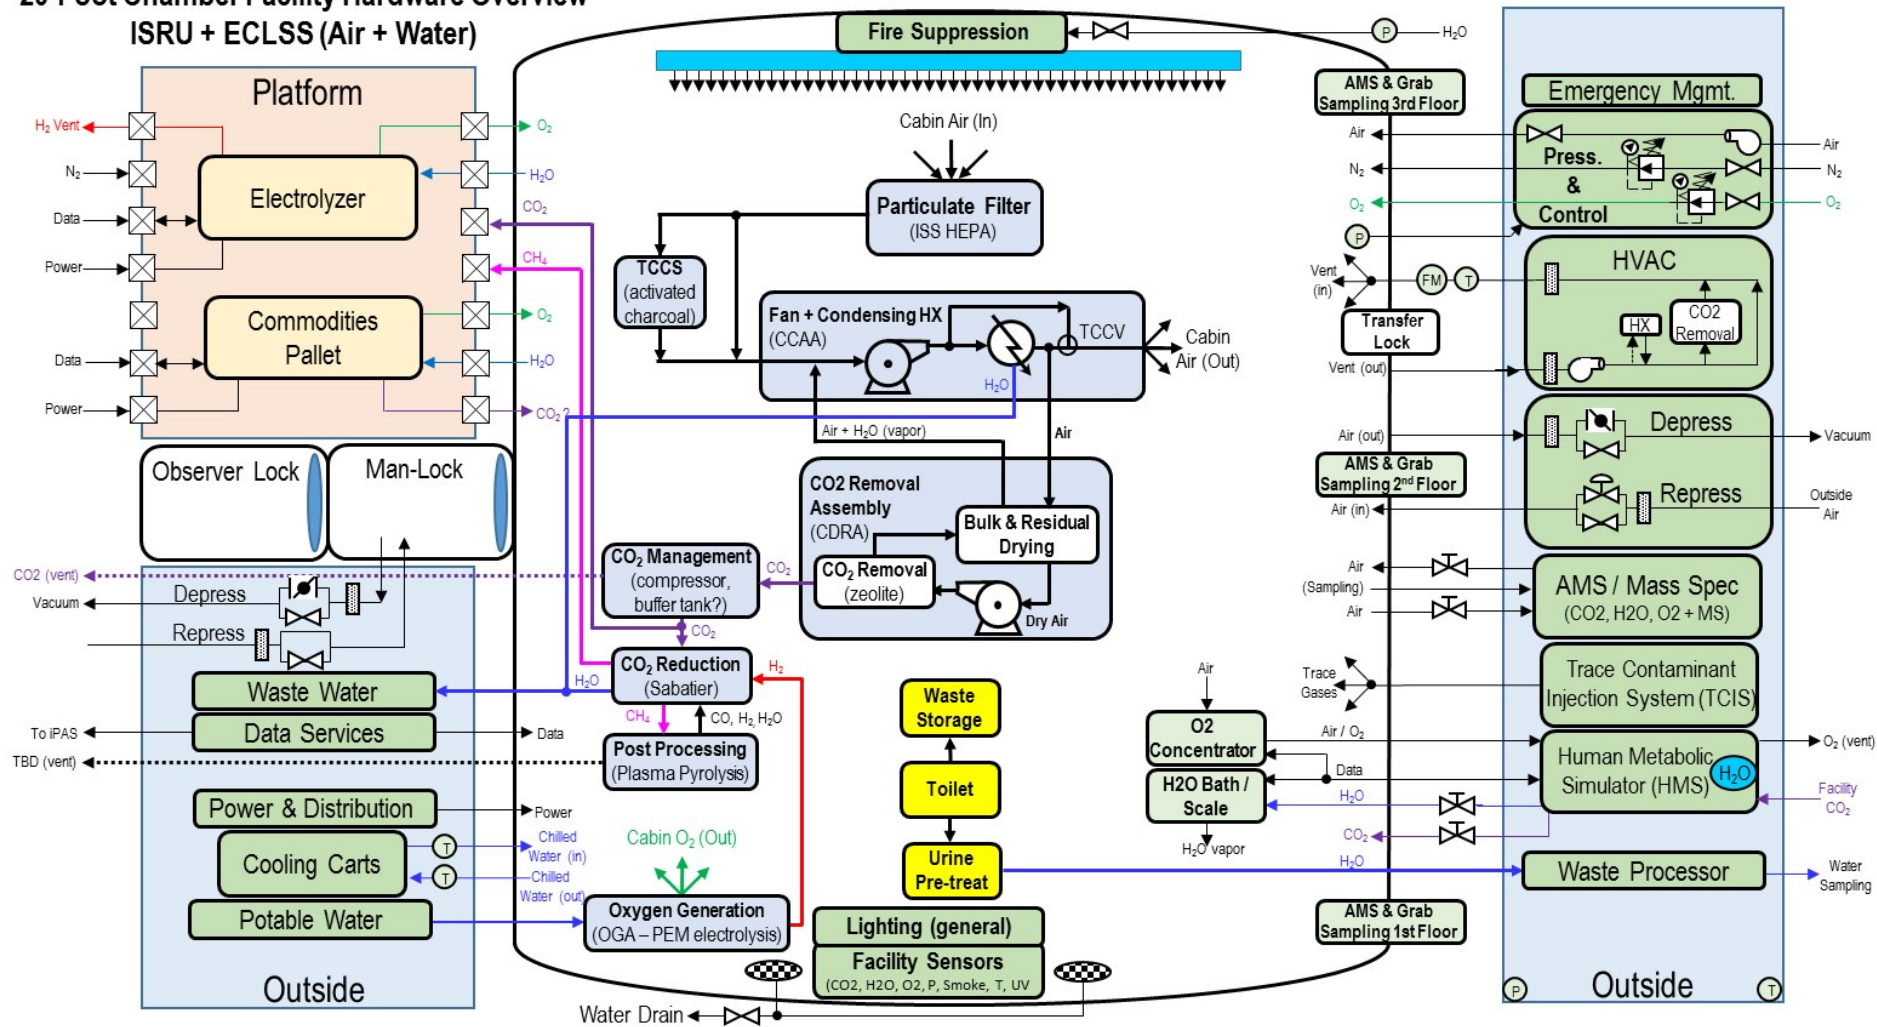 20-Foot Chamber Facility Hardware Overview
ISRU + ECLSS (Air + Water)
Platform
H₂ Vent
N₂
Data
Power
Electrolyzer
O₂
H₂O
CO₂
CH₄
Commodities
Pallet
Data
Power
O₂
H₂O
CO₂ ?
Observer Lock
Man-Lock
CO2 (vent)
Vacuum
Depress
Repress
Waste Water
Data Services
To iPAS
Data
TBD (vent)
Power & Distribution
Power
Cooling Carts
T
T
Chilled
Water (in)
Chilled
Water (out)
Potable Water
Outside
Fire Suppression
P
H₂O
Cabin Air (In)
Particulate Filter
(ISS HEPA)
TCCS
(activated
charcoal)
Fan + Condensing HX
(CCAA)
TCCV
H₂O
Cabin
Air (Out)
Air + H₂O (vapor)
Air
CO2 Removal
Assembly
(CDRA)
Bulk & Residual
Drying
CO₂ Removal
(zeolite)
Dry Air
CO₂
CO₂ Management
(compressor,
buffer tank?)
CO₂
CO₂ Reduction
(Sabatier)
H₂
H₂O
CH₄
CO, H₂, H₂O
Post Processing
(Plasma Pyrolysis)
Cabin O₂ (Out)
Oxygen Generation
(OGA – PEM electrolysis)
Waste
Storage
Toilet
Urine
Pre-treat
Lighting (general)
Facility Sensors
(CO2, H2O, O2, P, Smoke, T, UV
Water Drain
Air
O2
Concentrator
H2O Bath /
Scale
H₂O vapor
Air / O₂
Data
H₂O
CO₂
H₂O
AMS & Grab
Sampling 3rd Floor
Air
N₂
O₂
P
Vent
(in)
FM
T
Transfer
Lock
Vent (out)
Air (out)
AMS & Grab
Sampling 2nd Floor
Air (in)
Air
(Sampling)
Air
Trace
Gases
AMS & Grab
Sampling 1st Floor
Emergency Mgmt.
Press.
&
Control
Air
N₂
O₂
HVAC
HX
CO2
Removal
Depress
Vacuum
Repress
Outside
Air
AMS / Mass Spec
(CO2, H2O, O2 + MS)
Trace Contaminant
Injection System (TCIS)
Human Metabolic
Simulator (HMS)
H₂O
O₂ (vent)
Facility
CO₂
Waste Processor
Water
Sampling
P
Outside
T